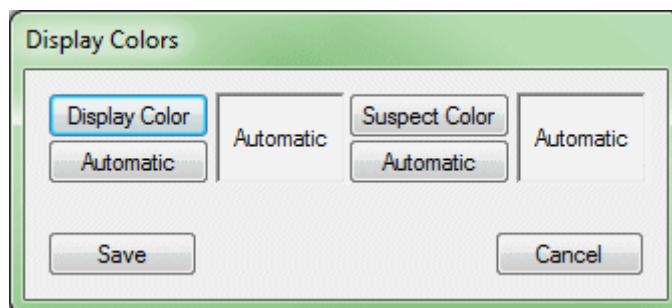 Display Colors
Display Color
Automatic
Automatic
Suspect Color
Automatic
Automatic
Save
Cancel